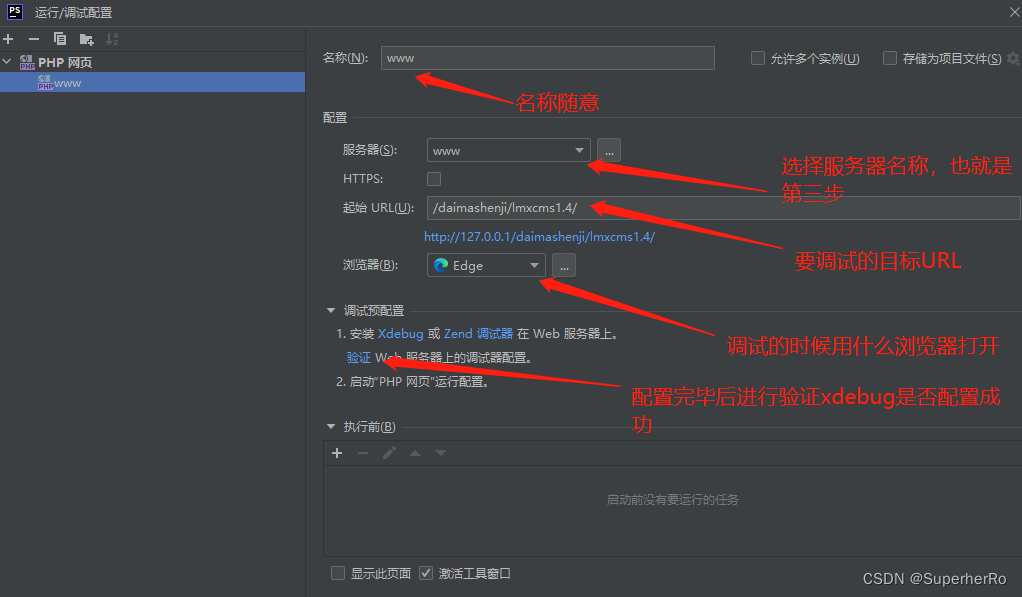 PS 运行/调试配置
PHP 网页
PHP www
名称(N): www 允许多个实例(U) 存储为项目文件(S)
名称随意
配置
服务器(S): www ...
选择服务器名称，也就是
第三步
HTTPS:
起始 URL(U): /daimashenji/lmxcms1.4/
http://127.0.0.1/daimashenji/lmxcms1.4/
要调试的目标URL
浏览器(B): Edge ...
调试预配置
1. 安装 Xdebug 或 Zend 调试器 在 Web 服务器上。
调试的时候用什么浏览器打开
验证 Web 服务器上的调试器配置。
2. 启动“PHP 网页”运行配置。
配置完毕后进行验证xdebug是否配置成
功
执行前(B)
启动前没有要运行的任务
显示此页面 激活工具窗口
CSDN @SuperherRo